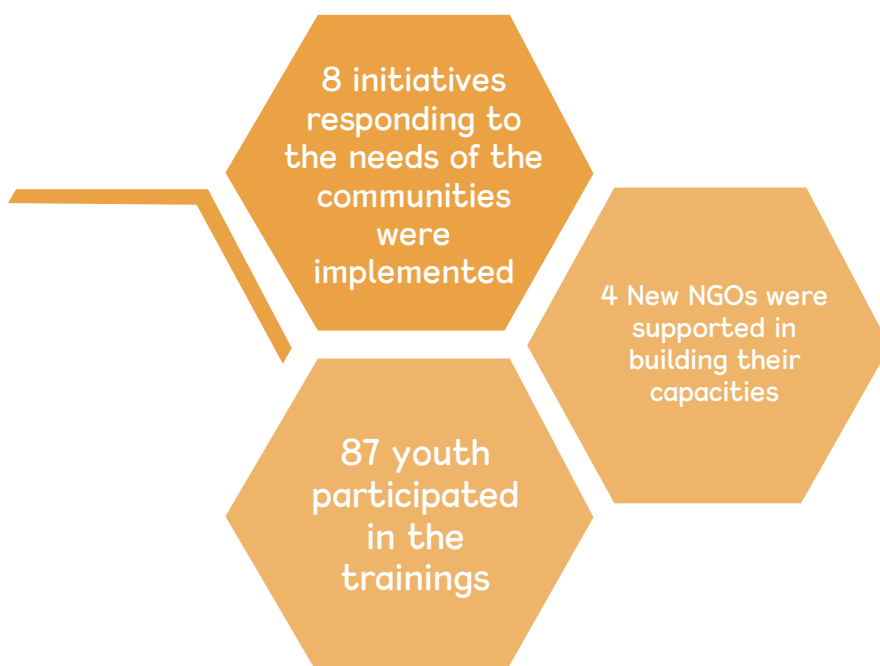 8 initiatives
responding to
the needs of the
communities
were
implemented
4 New NGOs were
supported in
building their
capacities
87 youth
participated
in the
trainings